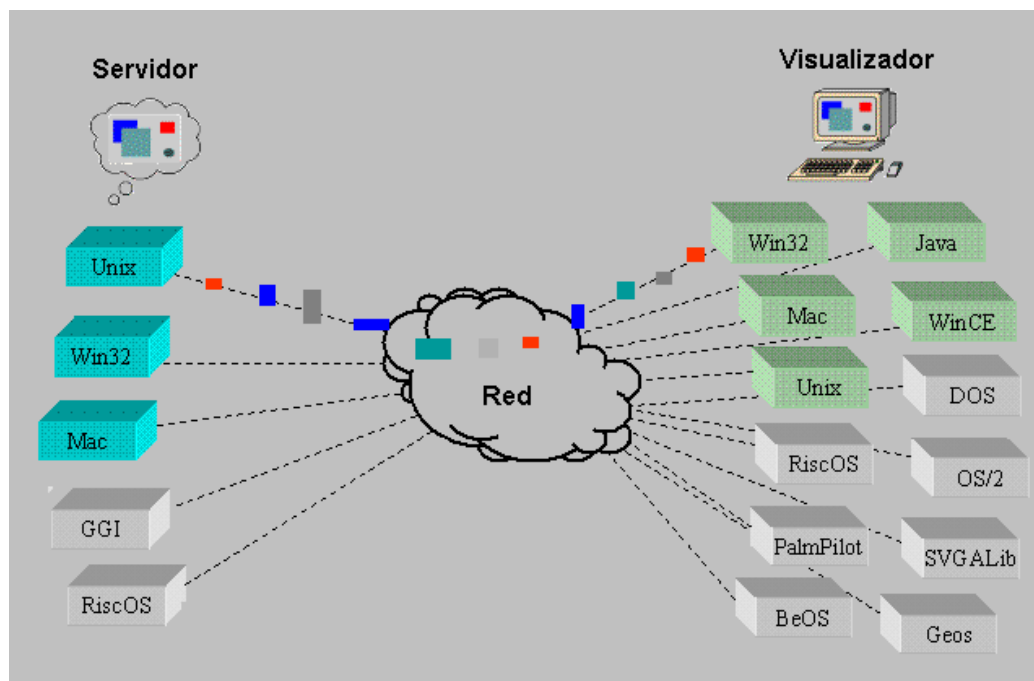 Servidor
Visualizador
Unix
Win32
Mac
GGI
RiscOS
Red
Win32
Java
Mac
WinCE
Unix
DOS
RiscOS
OS/2
PalmPilot
SVGALib
BeOS
Geos